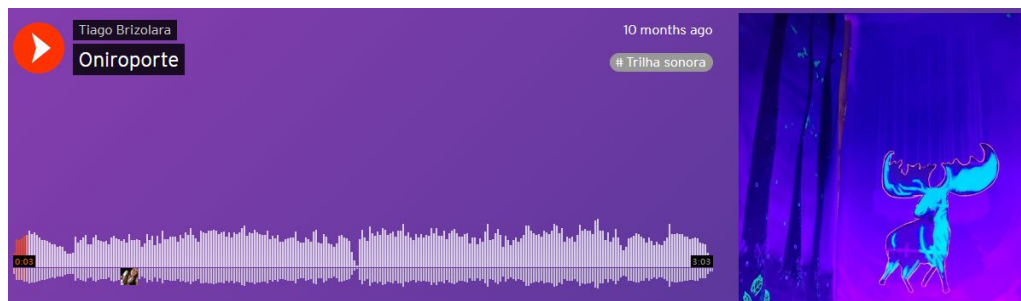 Tiago Brizolara
Oniroporte
10 months ago
# Trilha sonora
0:03
3:03